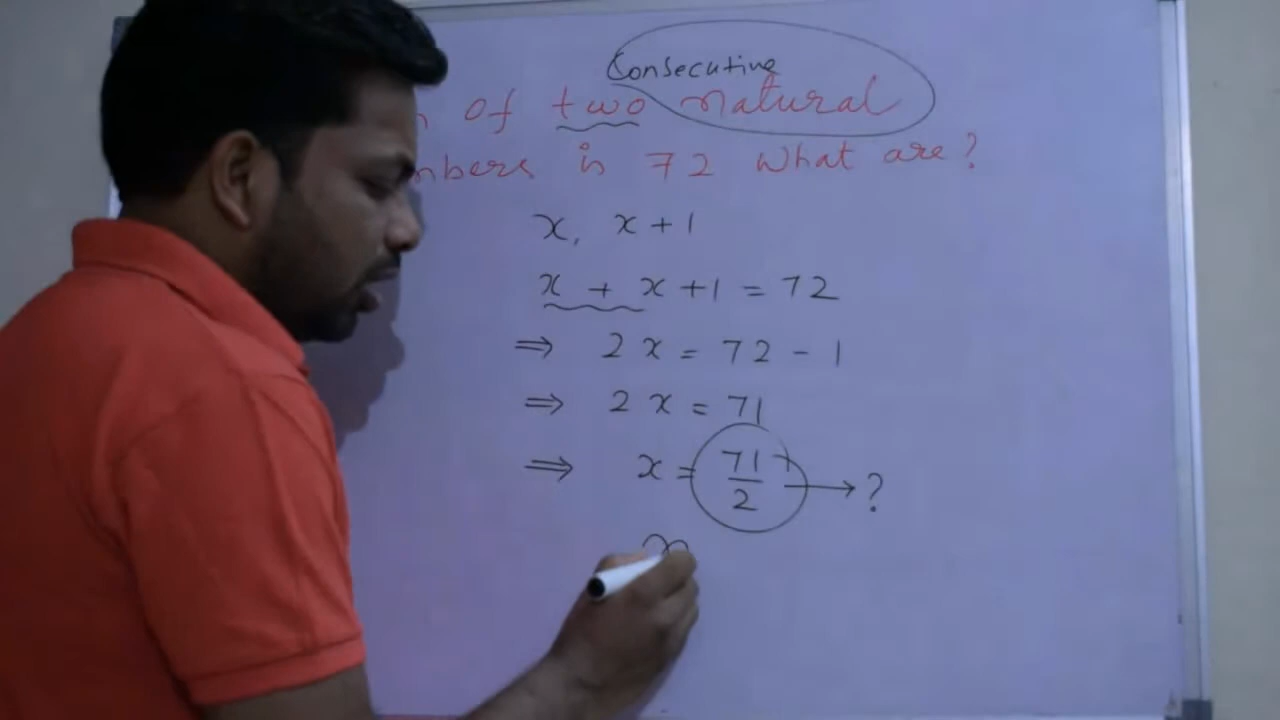 Consecutive
of two natural
is 72 What are?
x, x+1
x + x+1 = 72
⇒ 2x = 72 - 1
⇒ 2x = 71
⇒ x = 71/2 → ?